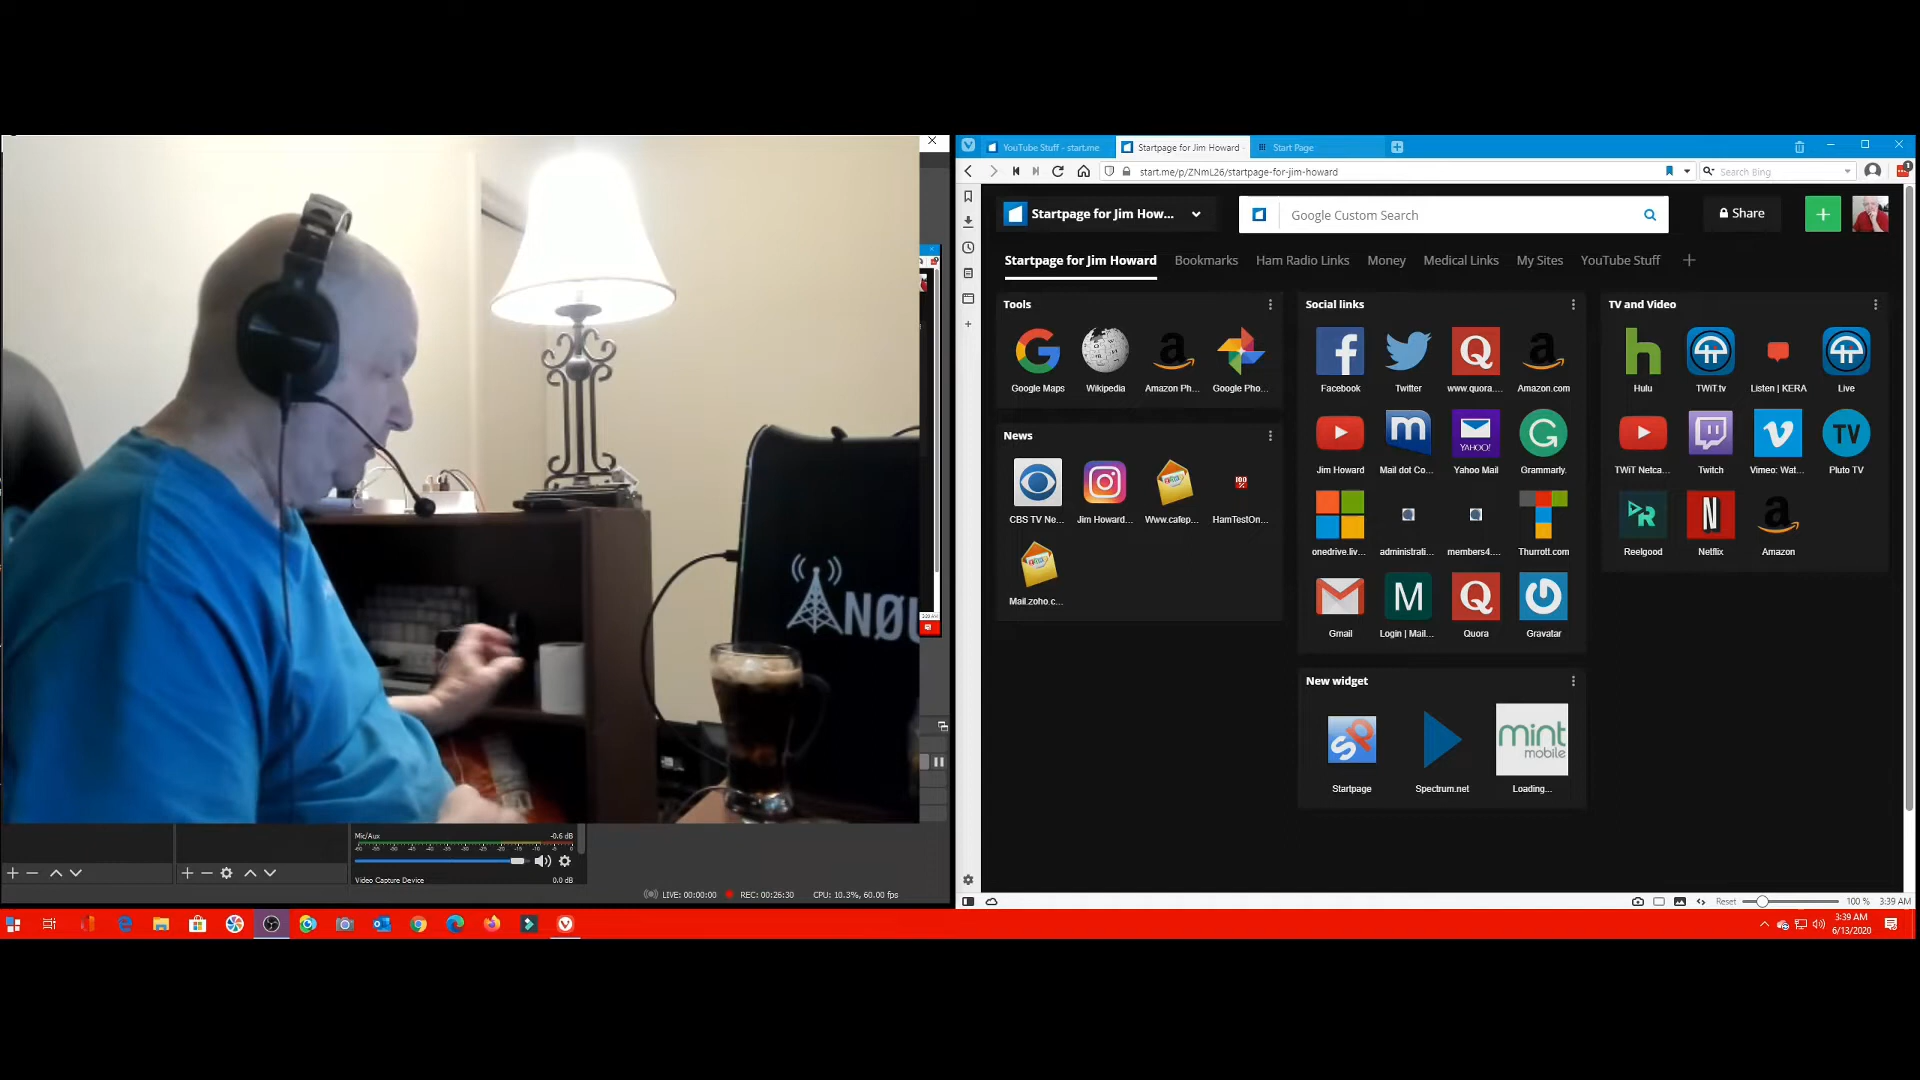 YouTube Stuff - start.me
Startpage for Jim Howard
Start Page
start.me/p/ZNmL26/startpage-for-jim-howard
Search Bing
Startpage for Jim How...
Google Custom Search
Share
Startpage for Jim Howard Bookmarks Ham Radio Links Money Medical Links My Sites YouTube Stuff
Tools
Google Maps Wikipedia Amazon Ph... Google Pho...
News
CBS TV Ne... Jim Howard... Www.cafep... HamTestOn...
Mail.zoho.c...
Social links
Facebook Twitter www.quora.... Amazon.com
Jim Howard Mail dot Co... Yahoo Mail Grammarly.
onedrive.liv... administrati... members4.... Thurrott.com
Gmail Login | Mail... Quora Gravatar
New widget
mint
mobile
Startpage Spectrum.net Loading...
TV and Video
Hulu TWiT.tv Listen | KERA Live
TWiT Netca... Twitch Vimeo: Wat... Pluto TV
Reelgood Netflix Amazon
NØU
Mic/Aux -0.6 dB
Video Capture Device 0.0 dB
LIVE: 00:00:00 REC: 00:26:30 CPU: 10.3%, 60.00 fps
Reset 100 % 3:39 AM
3:39 AM
6/13/2020